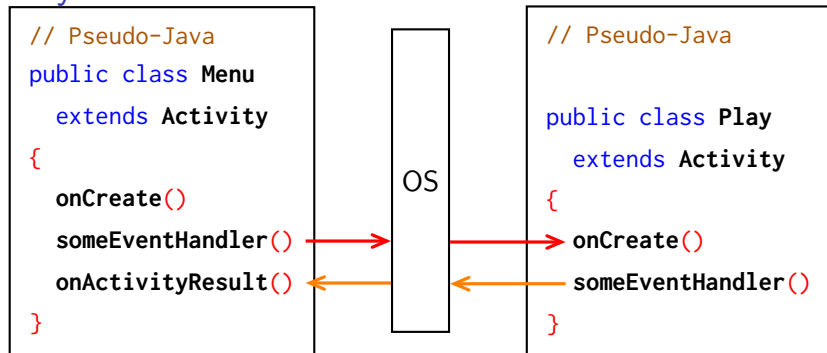 // Pseudo-Java
public class Menu
extends Activity
{
onCreate()
someEventHandler()
onActivityResult()
}
OS
// Pseudo-Java
public class Play
extends Activity
{
onCreate()
someEventHandler()
}